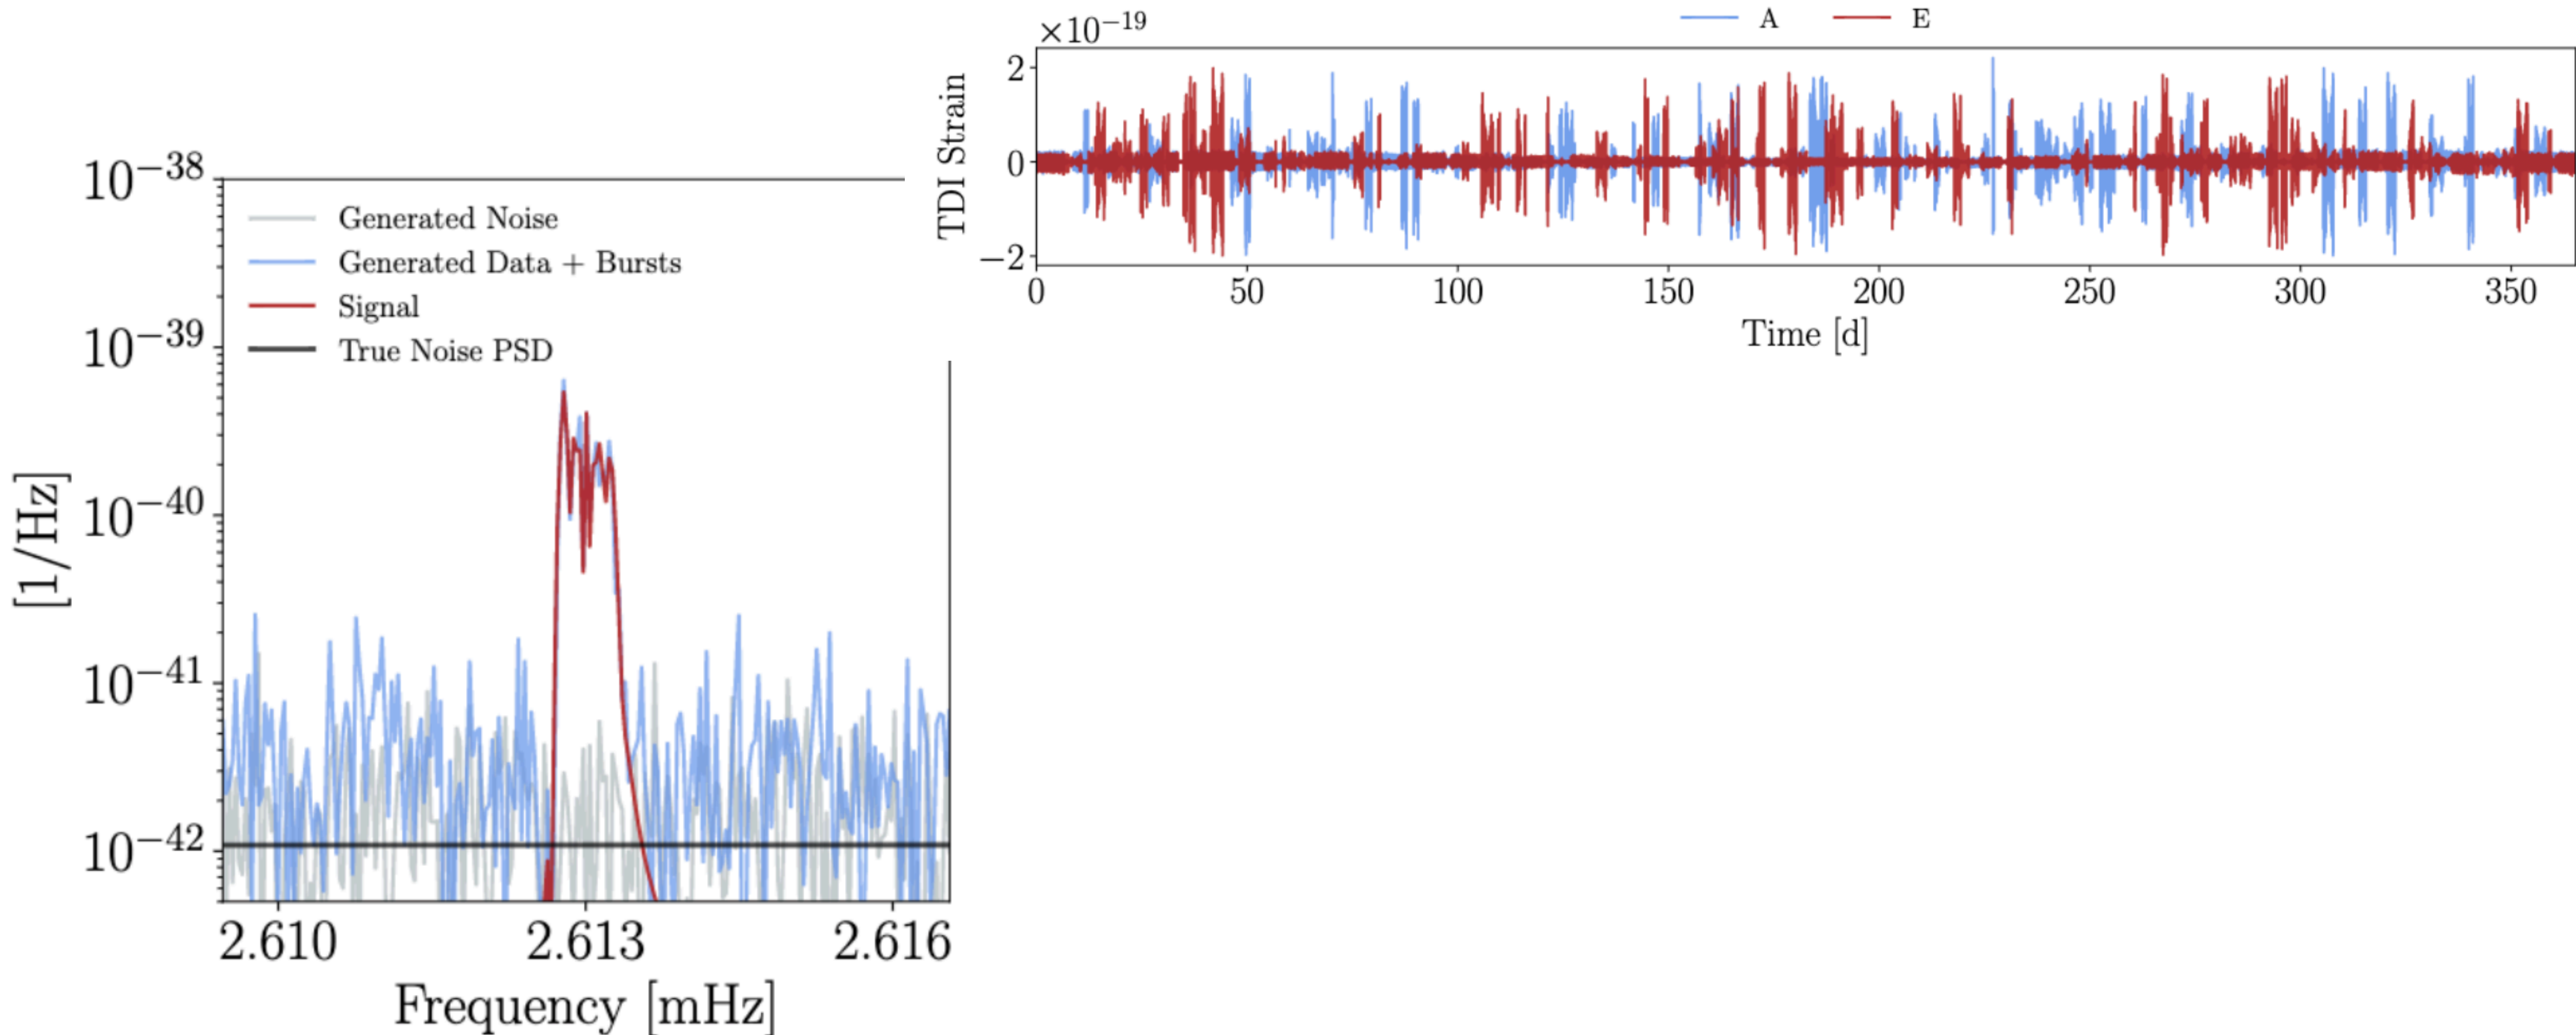 10−38
10−39
10−40
10−41
10−42
[1/Hz]
Generated Noise
Generated Data + Bursts
Signal
True Noise PSD
2.610 2.613 2.616
Frequency [mHz]
×10−19
A E
TDI Strain
2
0
−2
0 50 100 150 200 250 300 350
Time [d]